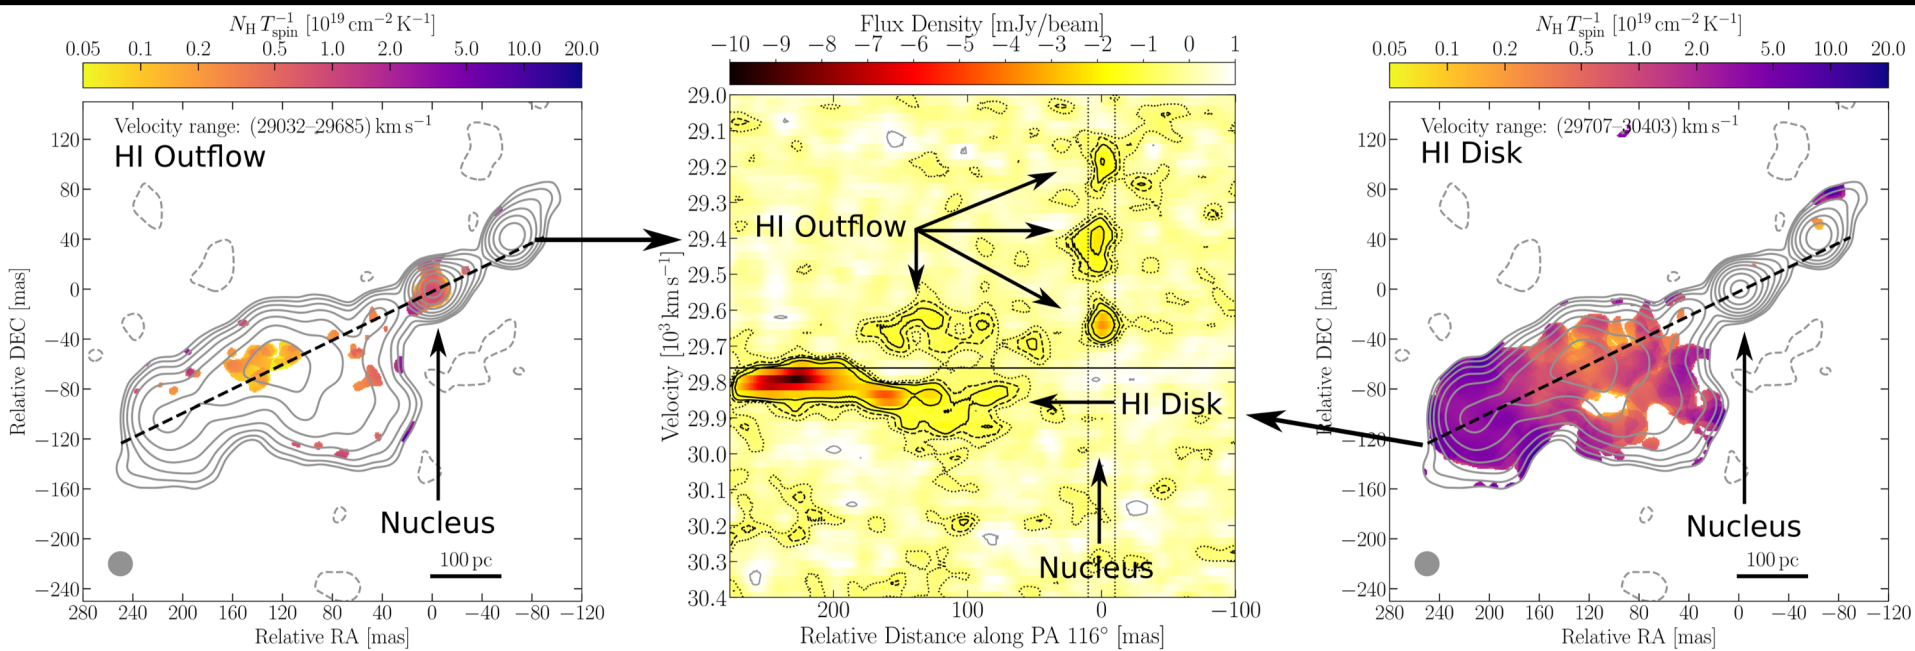 N_H T_spin^−1 [10^19 cm^−2 K^−1]
0.05 0.1 0.2 0.5 1.0 2.0 5.0 10.0 20.0
Velocity range: (29032–29685) km s^−1
HI Outflow
120
80
40
0
−40
−80
−120
−160
−200
−240
Relative DEC [mas]
Nucleus
100 pc
280 240 200 160 120 80 40 0 −40 −80 −120
Relative RA [mas]
Flux Density [mJy/beam]
−10 −9 −8 −7 −6 −5 −4 −3 −2 −1 0 1
29.0
29.1
29.2
29.3
29.4
29.5
29.6
29.7
29.8
29.9
30.0
30.1
30.2
30.3
30.4
Velocity [10^3 km s^−1]
HI Outflow
HI Disk
Nucleus
200 100 0 −100
Relative Distance along PA 116° [mas]
N_H T_spin^−1 [10^19 cm^−2 K^−1]
0.05 0.1 0.2 0.5 1.0 2.0 5.0 10.0 20.0
Velocity range: (29707–30403) km s^−1
HI Disk
120
80
40
0
−40
−80
−120
−160
−200
−240
Relative DEC [mas]
Nucleus
100 pc
280 240 200 160 120 80 40 0 −40 −80 −120
Relative RA [mas]